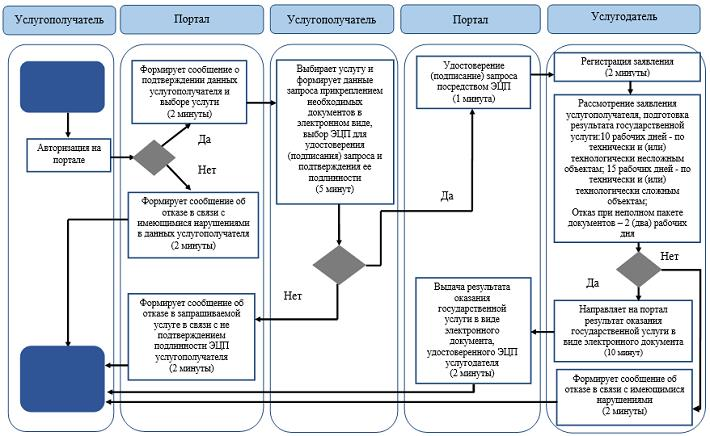 Услугополучатель
Портал
Услугополучатель
Портал
Услугодатель
Авторизация на
портале
Формирует сообщение о
подтверждении данных
услугополучателя и
выборе услуги
(2 минуты)
Да
Нет
Формирует сообщение об
отказе в связи с
имеющимися нарушениями
в данных услугополучателя
(2 минуты)
Формирует сообщение об
отказе в запрашиваемой
услуге в связи с не
подтверждением
подлинности ЭЦП
услугополучателя
(2 минуты)
Выбирает услугу и
формирует данные
запроса прикреплением
необходимых
документов в
электронном виде,
выбор ЭЦП для
удостоверения
(подписания) запроса и
подтверждения ее
подлинности
(5 минут)
Да
Нет
Удостоверение
(подписание) запроса
посредством ЭЦП
(1 минута)
Выдача результата
оказания
государственной
услуги в виде
электронного
документа,
удостоверенного ЭЦП
услугодателя
(2 минуты)
Регистрация заявления
(2 минуты)
Рассмотрение заявления
услугополучателя, подготовка
результата государственной
услуги:10 рабочих дней - по
технически и (или)
технологически несложным
объектам; 15 рабочих дней - по
технически и (или)
технологически сложным
объектам;
Отказ при неполном пакете
документов – 2 (два) рабочих
дня
Нет
Да
Направляет на портал
результат оказания
государственной услуги в
виде электронного документа
(10 минут)
Формирует сообщение об
отказе в связи с имеющимися
нарушениями
(2 минуты)